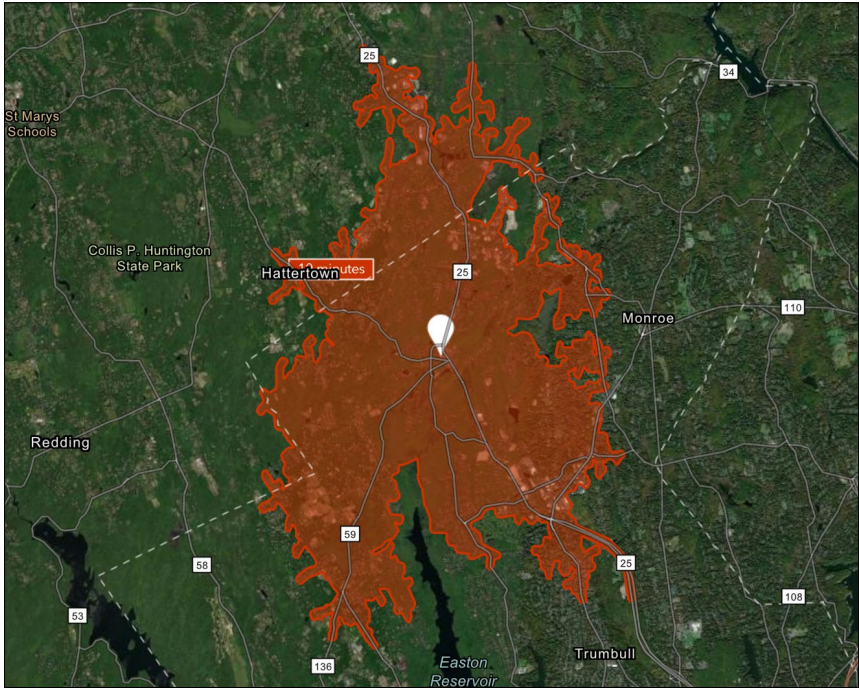 25
34
St Marys
Schools
Collis P. Huntington
State Park
Hattertown
minutes
25
110
Monroe
Redding
59
58
25
53
108
Trumbull
136
Easton
Reservoir